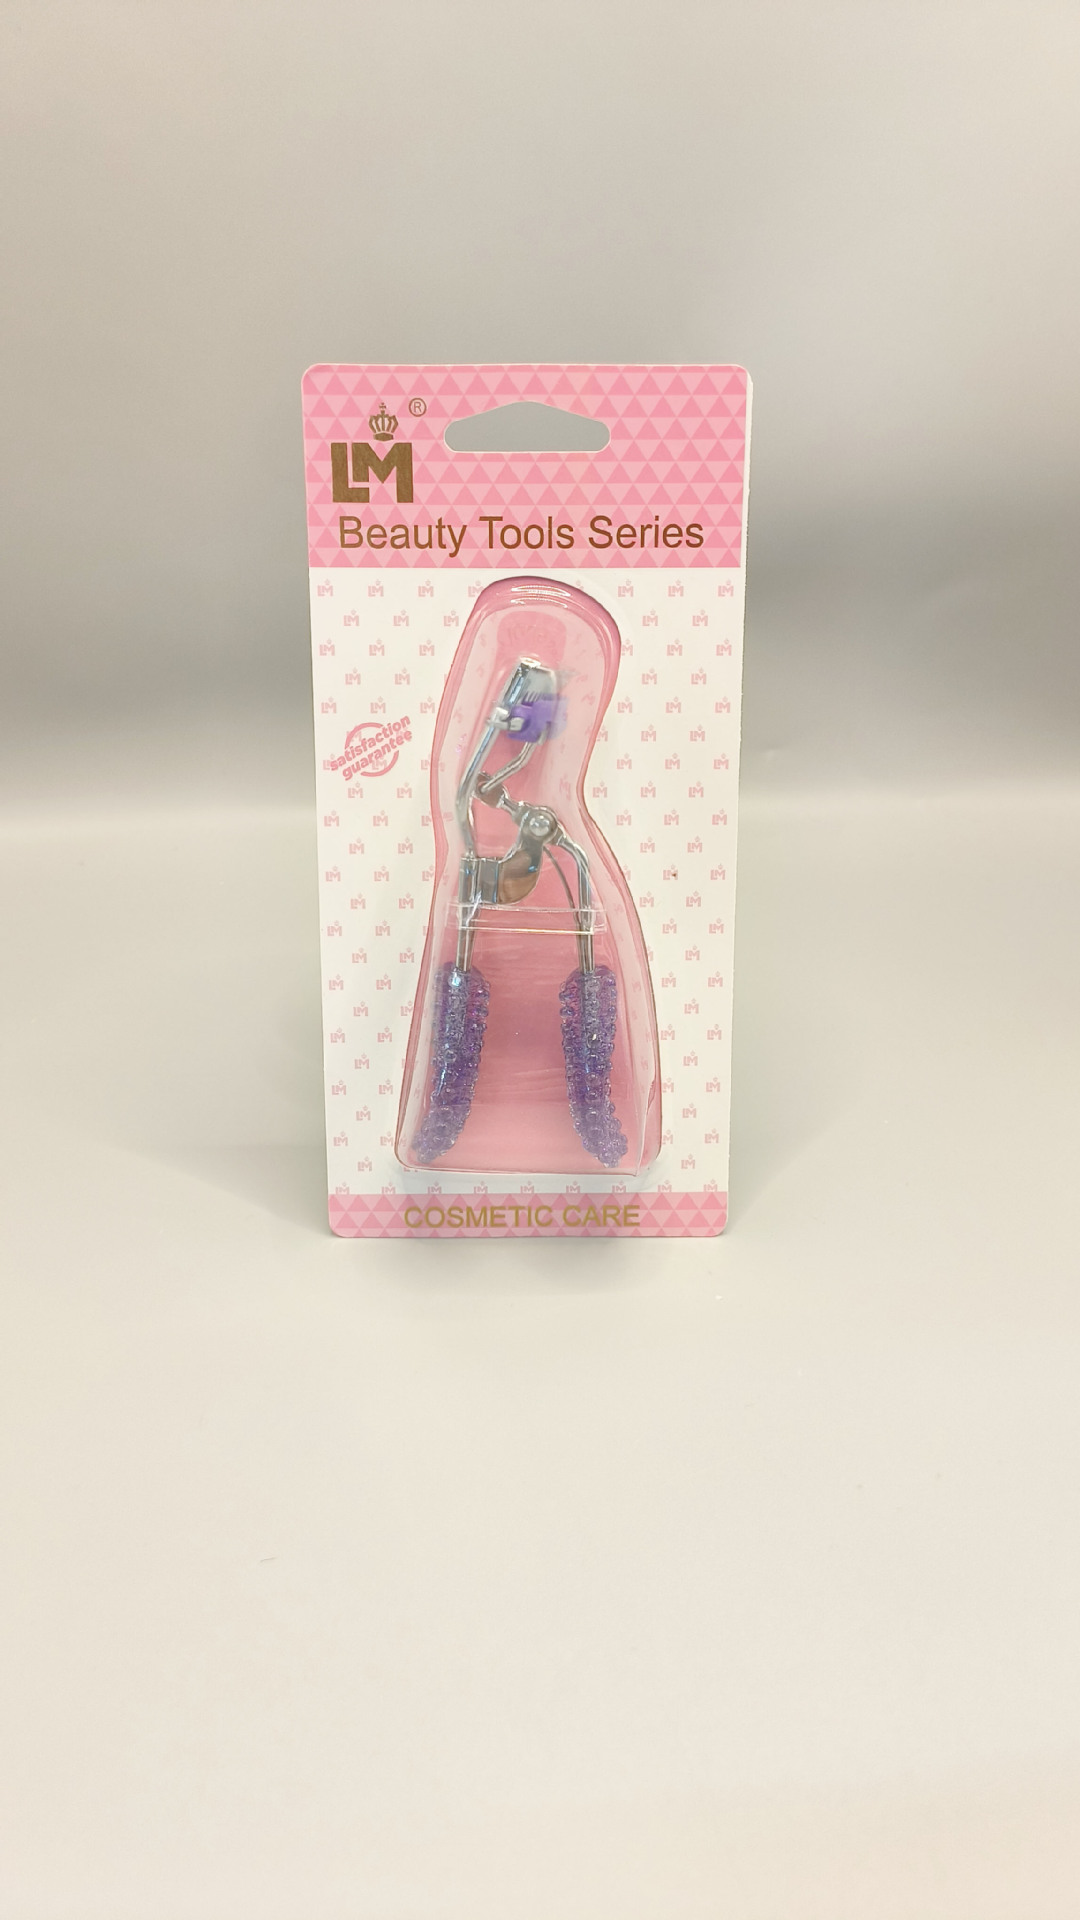 ®
LM
Beauty Tools Series
satisfaction
guarantee
COSMETIC CARE